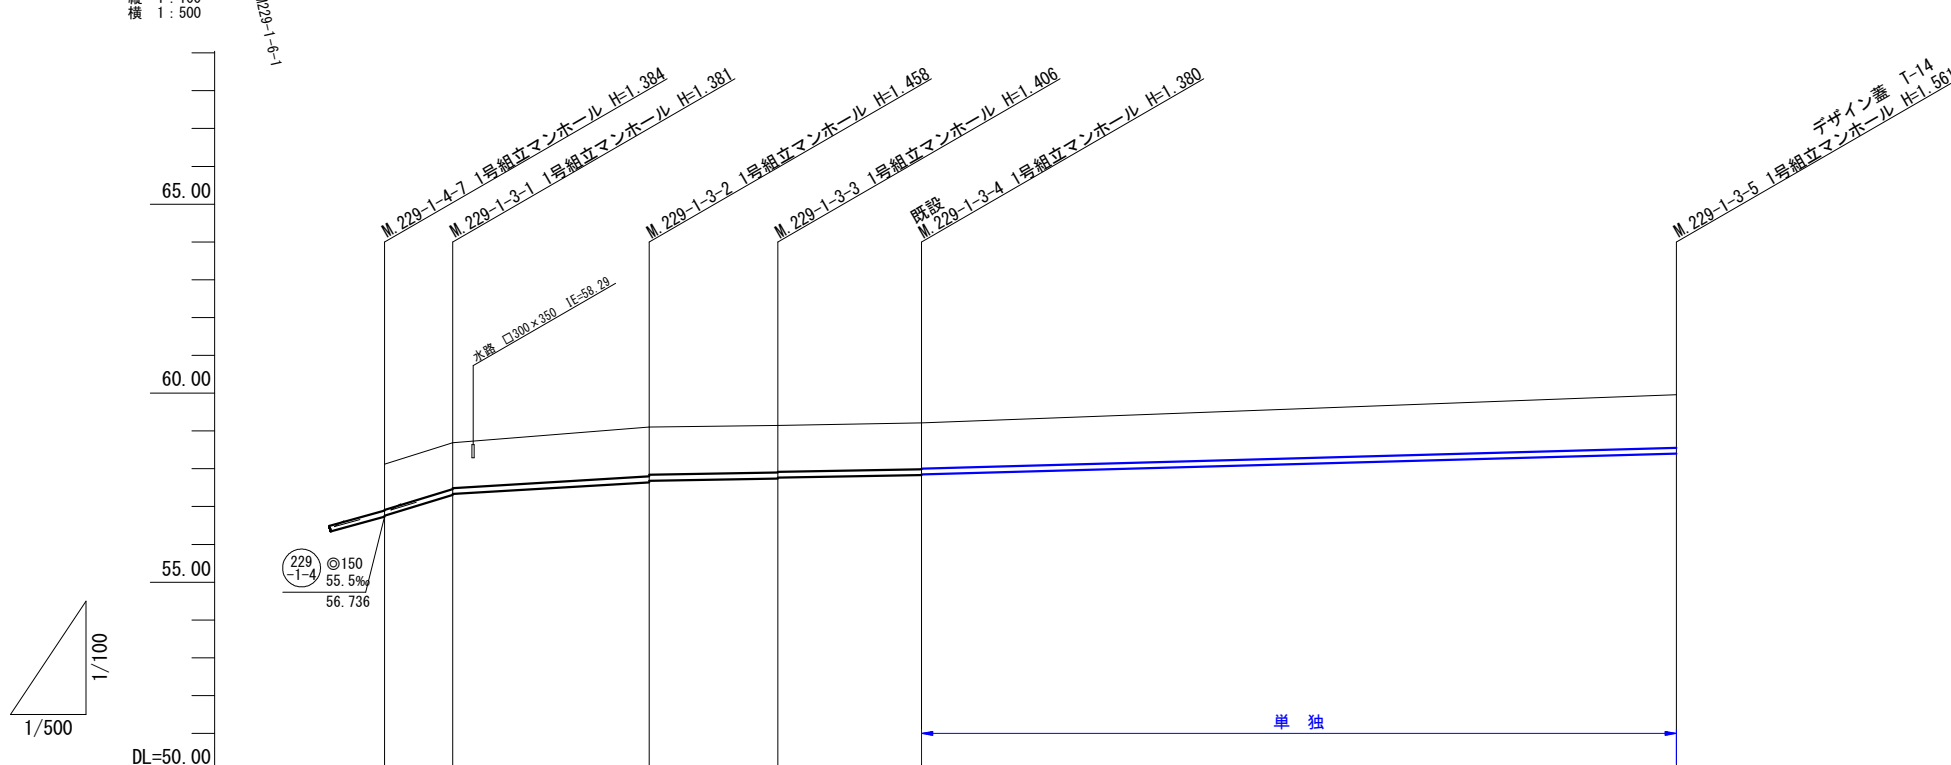 横 1：500
M229-1-6-1
65.00
60.00
55.00
DL=50.00
M.229-1-4-7 1号組立マンホール H=1.384
M.229-1-3-1 1号組立マンホール H=1.381
M.229-1-3-2 1号組立マンホール H=1.458
M.229-1-3-3 1号組立マンホール H=1.406
既設
M.229-1-3-4 1号組立マンホール H=1.380
デザイン蓋 T-14
M.229-1-3-5 1号組立マンホール H=1.561
水路 □300×350 IE=58.29
229
-1-4
◎150
55.5‰
56.736
1/100
1/500
単 独